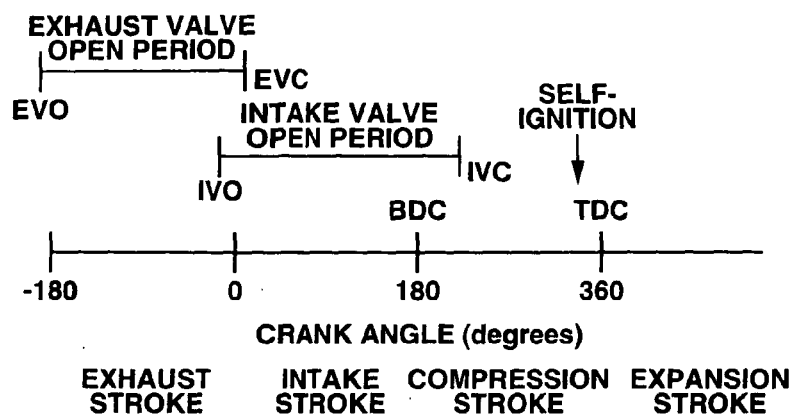 EXHAUST VALVE
OPEN PERIOD
EVO
EVC
INTAKE VALVE
OPEN PERIOD
IVO
IVC
SELF-
IGNITION
BDC
TDC
-180
0
180
360
CRANK ANGLE (degrees)
EXHAUST
STROKE
INTAKE
STROKE
COMPRESSION
STROKE
EXPANSION
STROKE